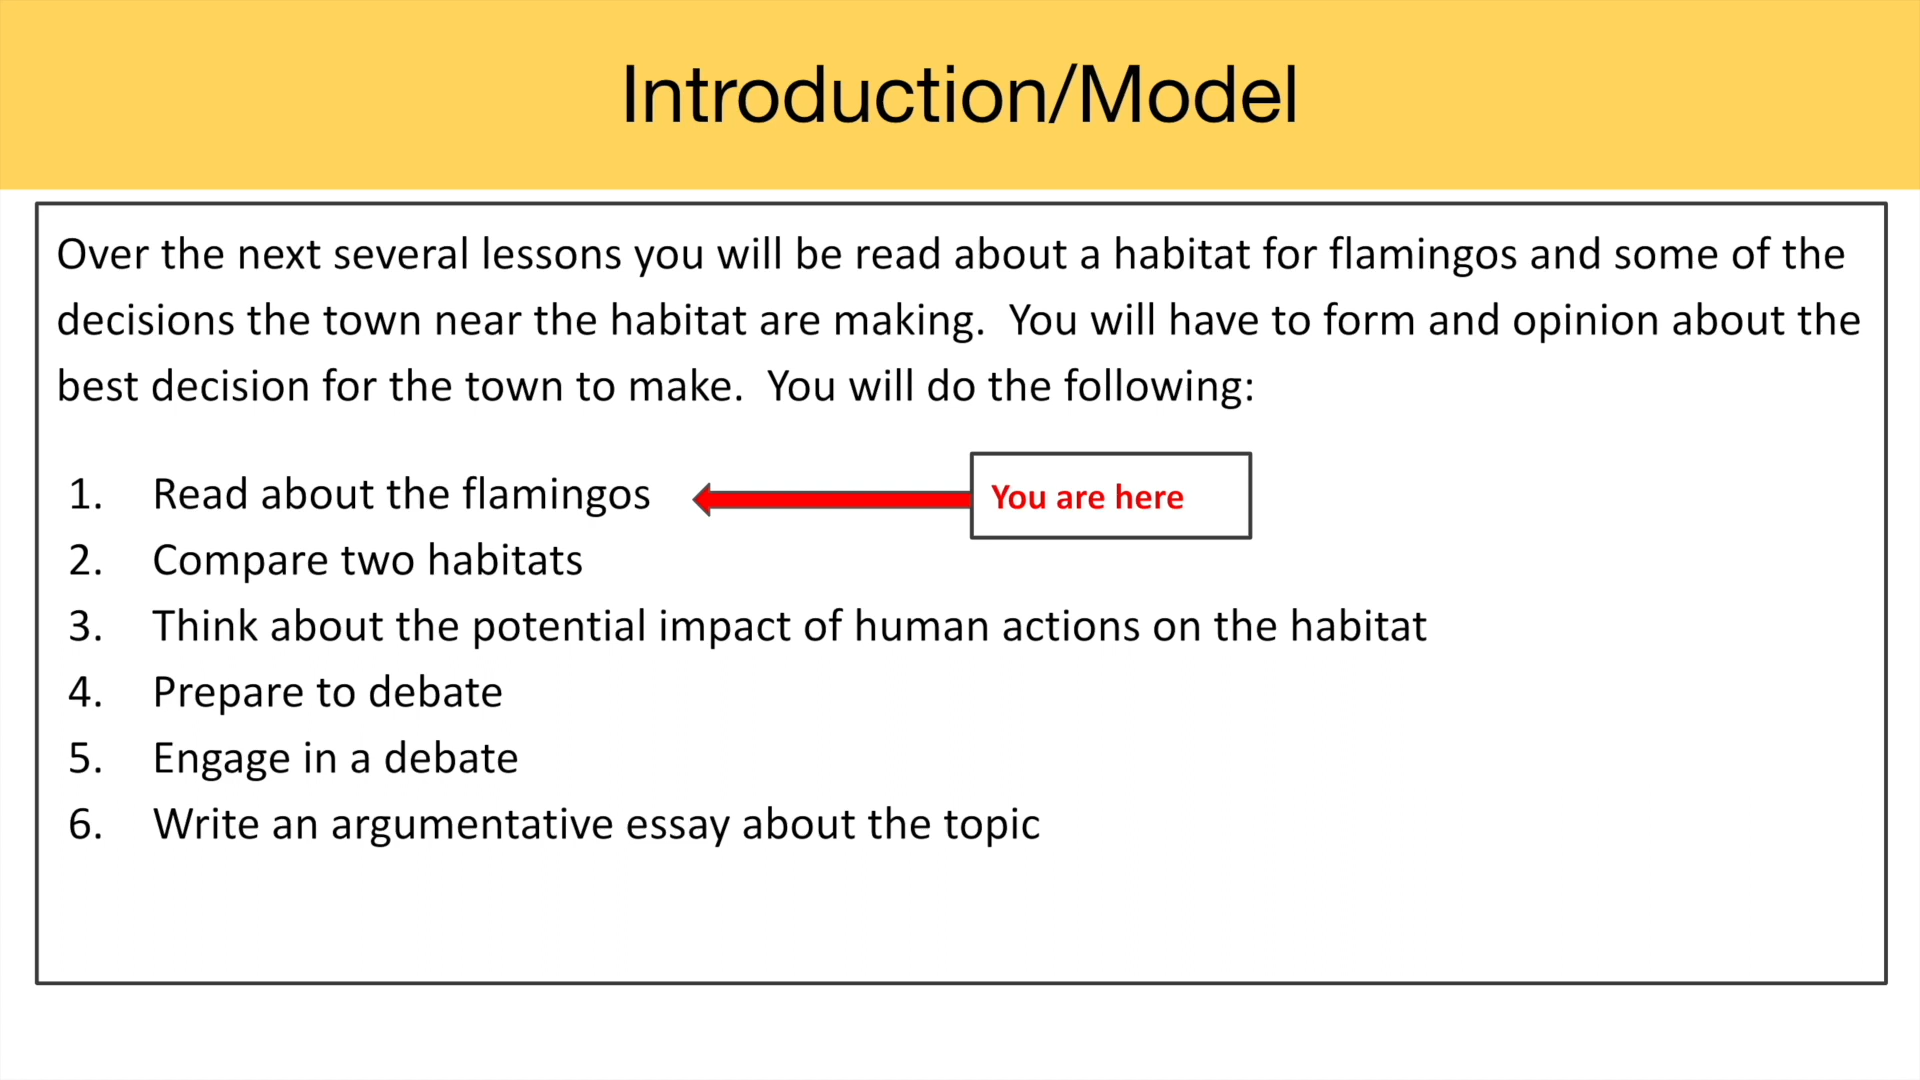 Introduction/Model
Over the next several lessons you will be read about a habitat for flamingos and some of the
decisions the town near the habitat are making.  You will have to form and opinion about the
best decision for the town to make.  You will do the following:
1. Read about the flamingos
You are here
2. Compare two habitats
3. Think about the potential impact of human actions on the habitat
4. Prepare to debate
5. Engage in a debate
6. Write an argumentative essay about the topic